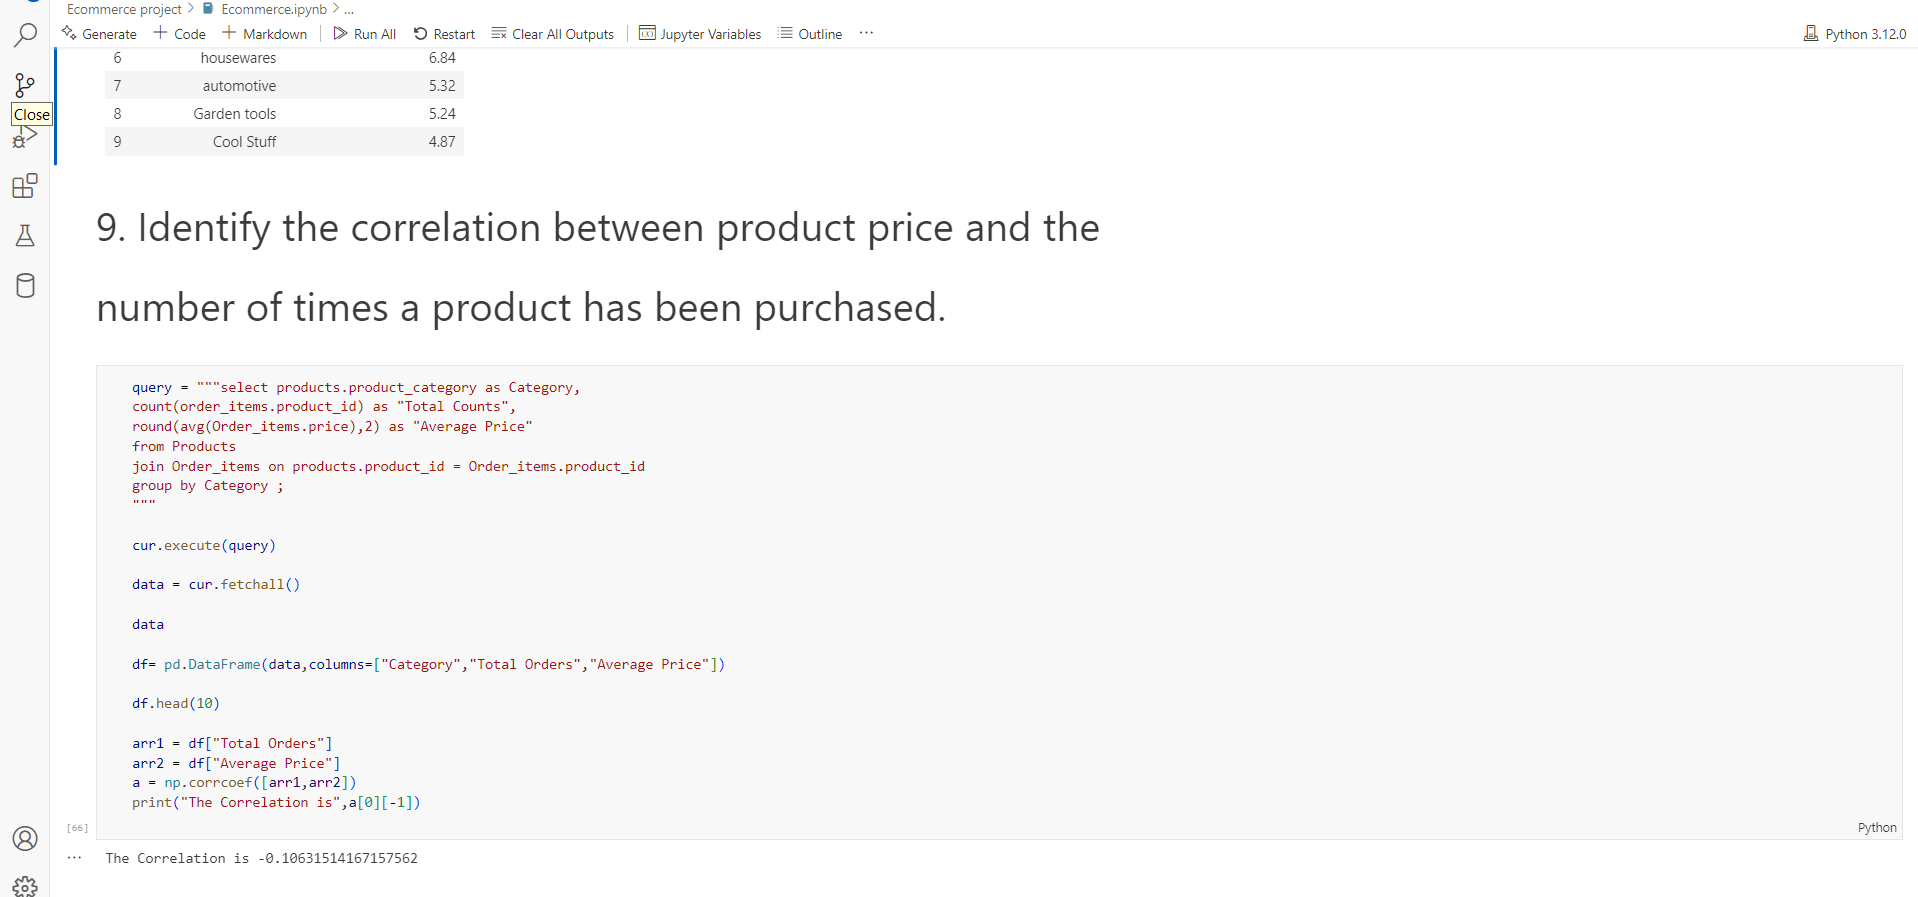 Ecommerce project > Ecommerce.ipynb > ...
Generate + Code + Markdown Run All Restart Clear All Outputs Jupyter Variables Outline ... Python 3.12.0
6 housewares 6.84
7 automotive 5.32
Close
8 Garden tools 5.24
9 Cool Stuff 4.87
9. Identify the correlation between product price and the
number of times a product has been purchased.
query = """select products.product_category as Category,
count(order_items.product_id) as "Total Counts",
round(avg(Order_items.price),2) as "Average Price"
from Products
join Order_items on products.product_id = Order_items.product_id
group by Category ;
"""
cur.execute(query)
data = cur.fetchall()
data
df= pd.DataFrame(data,columns=["Category","Total Orders","Average Price"])
df.head(10)
arr1 = df["Total Orders"]
arr2 = df["Average Price"]
a = np.corrcoef([arr1,arr2])
print("The Correlation is",a[0][-1])
[66] Python
... The Correlation is -0.10631514167157562